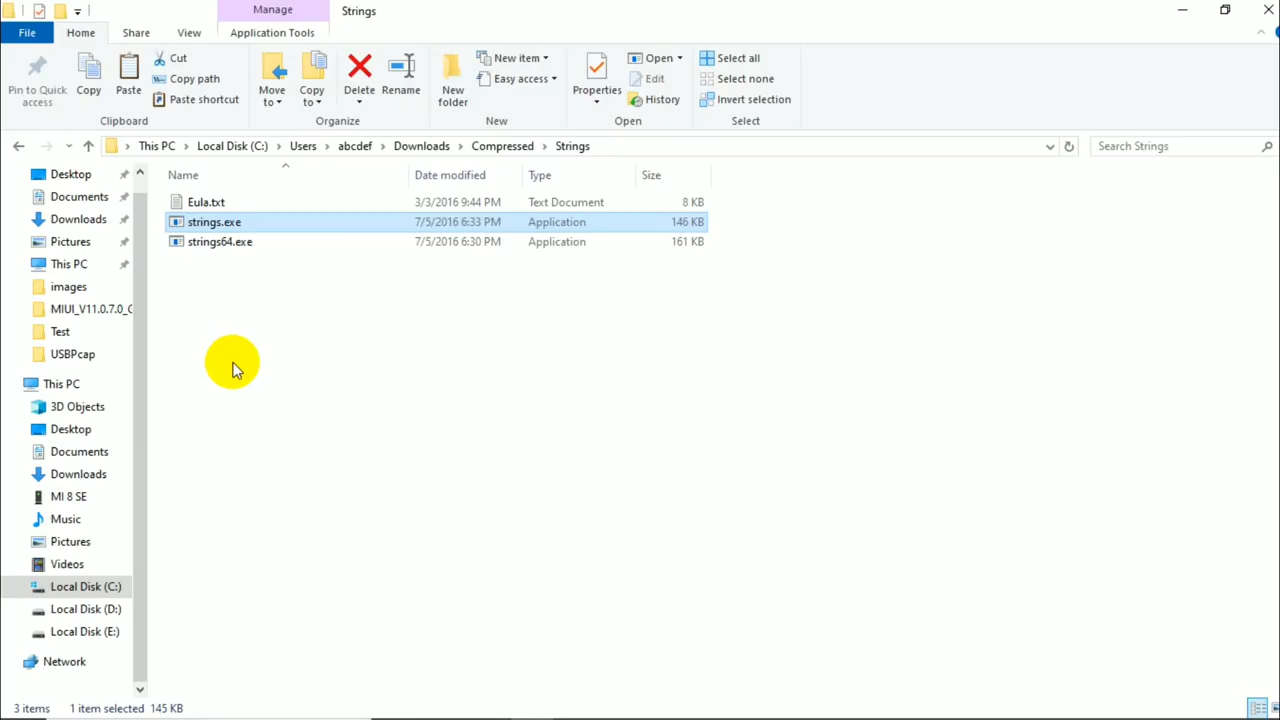 Manage
Strings
File
Home
Share
View
Application Tools
Pin to Quick access
Copy
Paste
Cut
Copy path
Paste shortcut
Clipboard
Move to
Copy to
Delete
Rename
Organize
New folder
New item
Easy access
New
Properties
Open
Edit
History
Open
Select all
Select none
Invert selection
Select
This PC
Local Disk (C:)
Users
abcdef
Downloads
Compressed
Strings
Search Strings
Name
Date modified
Type
Size
Eula.txt 3/3/2016 9:44 PM Text Document 8 KB
strings.exe 7/5/2016 6:33 PM Application 146 KB
strings64.exe 7/5/2016 6:30 PM Application 161 KB
Desktop
Documents
Downloads
Pictures
This PC
images
MIUI_V11.0.7.0_
Test
USBPcap
This PC
3D Objects
Desktop
Documents
Downloads
MI 8 SE
Music
Pictures
Videos
Local Disk (C:)
Local Disk (D:)
Local Disk (E:)
Network
3 items
1 item selected 145 KB